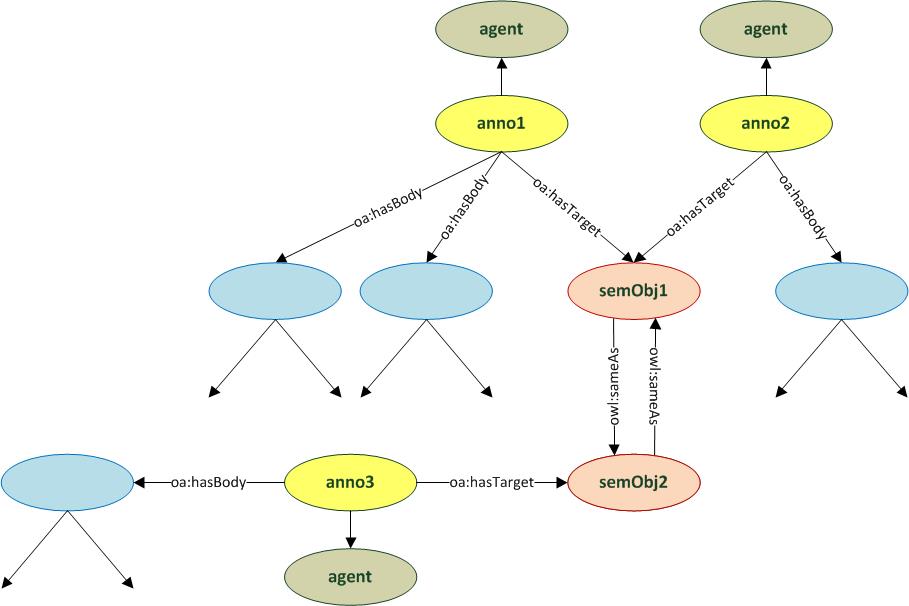 agent
agent
anno1
anno2
oa:hasBody
oa:hasBody
oa:hasTarget
oa:hasTarget
oa:hasBody
semObj1
owl:sameAs
owl:sameAs
oa:hasBody
anno3
oa:hasTarget
semObj2
agent